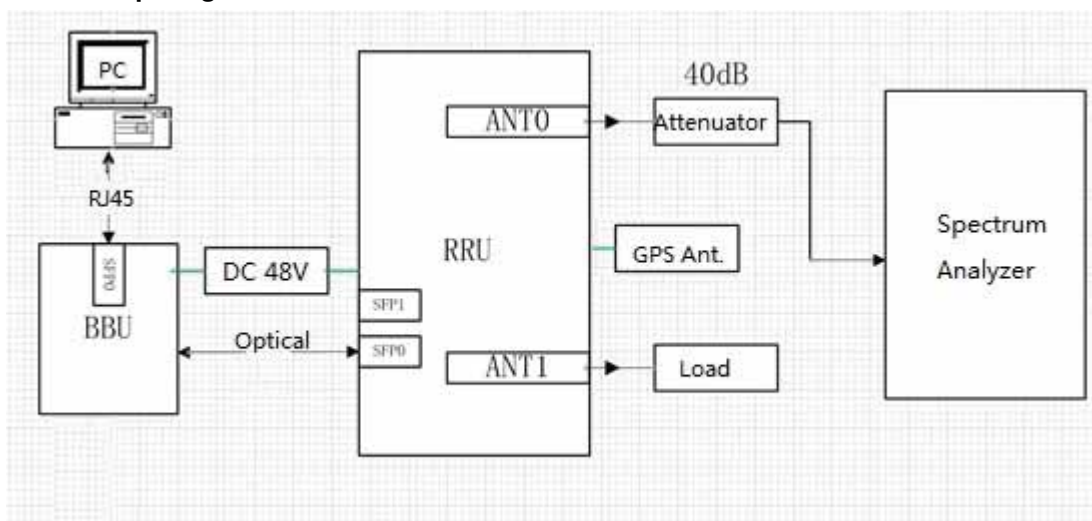 PC
40dB
ANT0
Attenuator
RJ45
SFP0
RRU
GPS Ant.
Spectrum
Analyzer
DC 48V
SFP1
BBU
Optical
SFP0
ANT1
Load